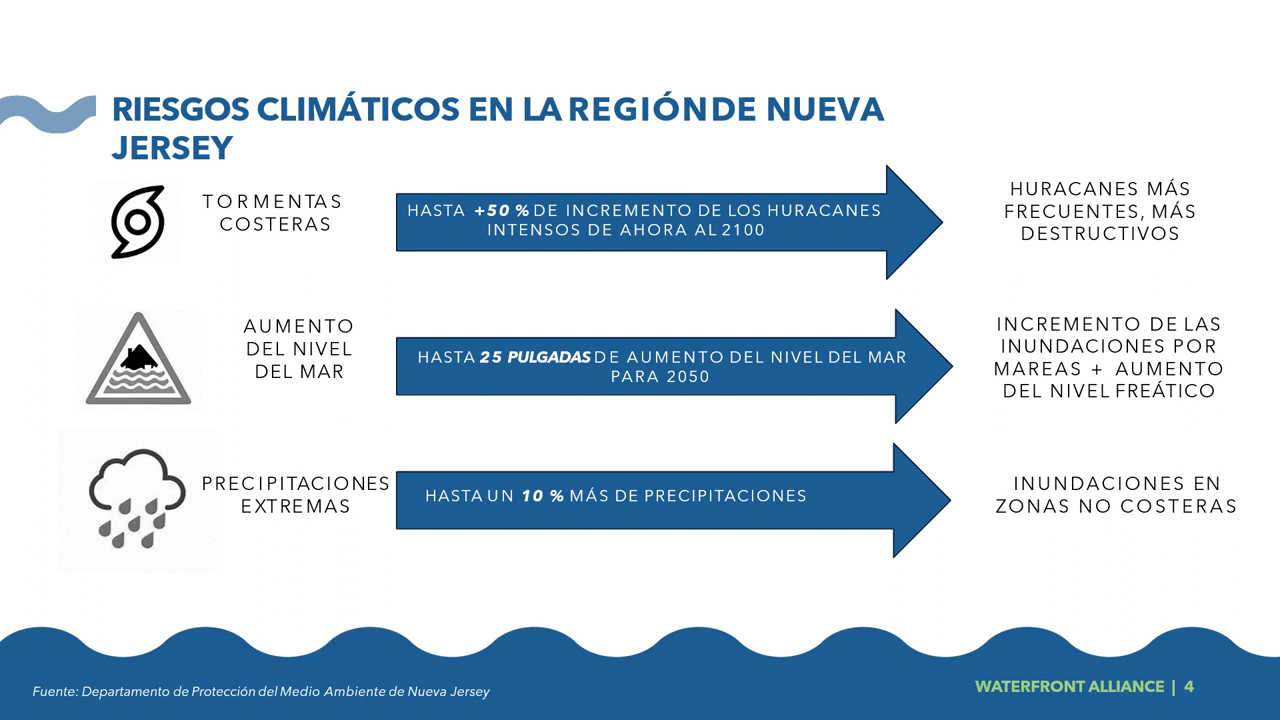 RIESGOS CLIMÁTICOS EN LA REGIÓN DE NUEVA
JERSEY
TORMENTAS
COSTERAS
HASTA +50 % DE INCREMENTO DE LOS HURACANES
INTENSOS DE AHORA AL 2100
HURACANES MÁS
FRECUENTES, MÁS
DESTRUCTIVOS
AUMENTO
DEL NIVEL
DEL MAR
HASTA 25 PULGADAS DE AUMENTO DEL NIVEL DEL MAR
PARA 2050
INCREMENTO DE LAS
INUNDACIONES POR
MAREAS + AUMENTO
DEL NIVEL FREÁTICO
PRECIPITACIONES
EXTREMAS
HASTA UN 10 % MÁS DE PRECIPITACIONES
INUNDACIONES EN
ZONAS NO COSTERAS
Fuente: Departamento de Protección del Medio Ambiente de Nueva Jersey
WATERFRONT ALLIANCE | 4